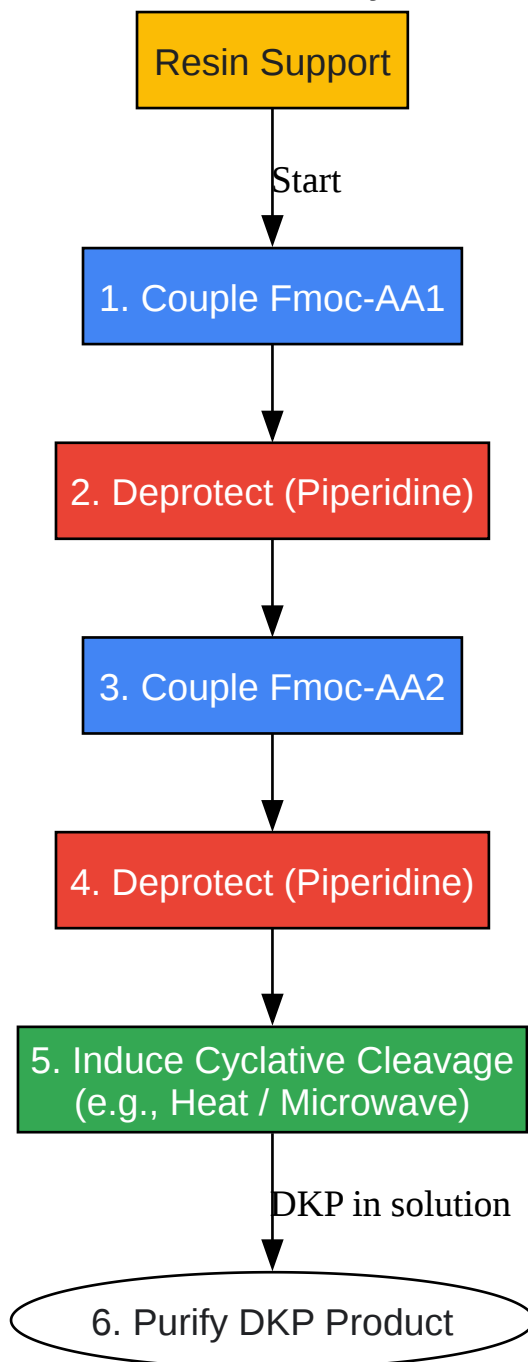 Resin Support
Start
1. Couple Fmoc-AA1
2. Deprotect (Piperidine)
3. Couple Fmoc-AA2
4. Deprotect (Piperidine)
5. Induce Cyclative Cleavage
(e.g., Heat / Microwave)
DKP in solution
6. Purify DKP Product